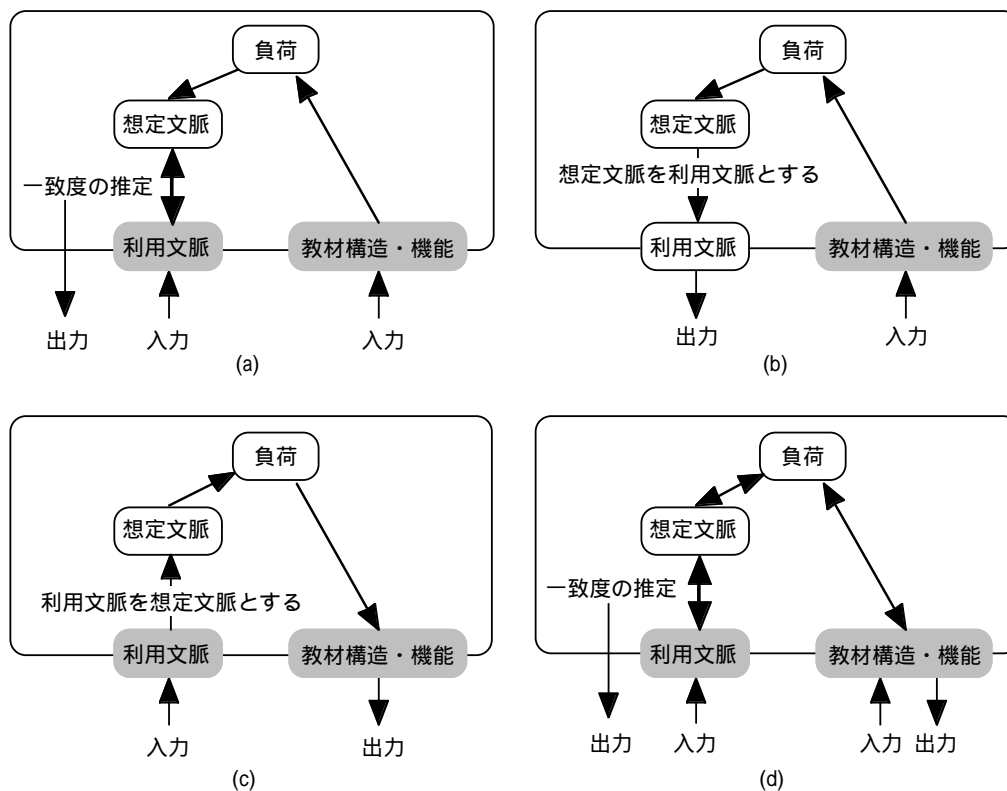 負荷
想定文脈
一致度の推定
利用文脈
教材構造・機能
出力
入力
入力
(a)
負荷
想定文脈
想定文脈を利用文脈とする
利用文脈
教材構造・機能
出力
入力
(b)
負荷
想定文脈
利用文脈を想定文脈とする
利用文脈
教材構造・機能
入力
出力
(c)
負荷
想定文脈
一致度の推定
利用文脈
教材構造・機能
出力
入力
入力
出力
(d)